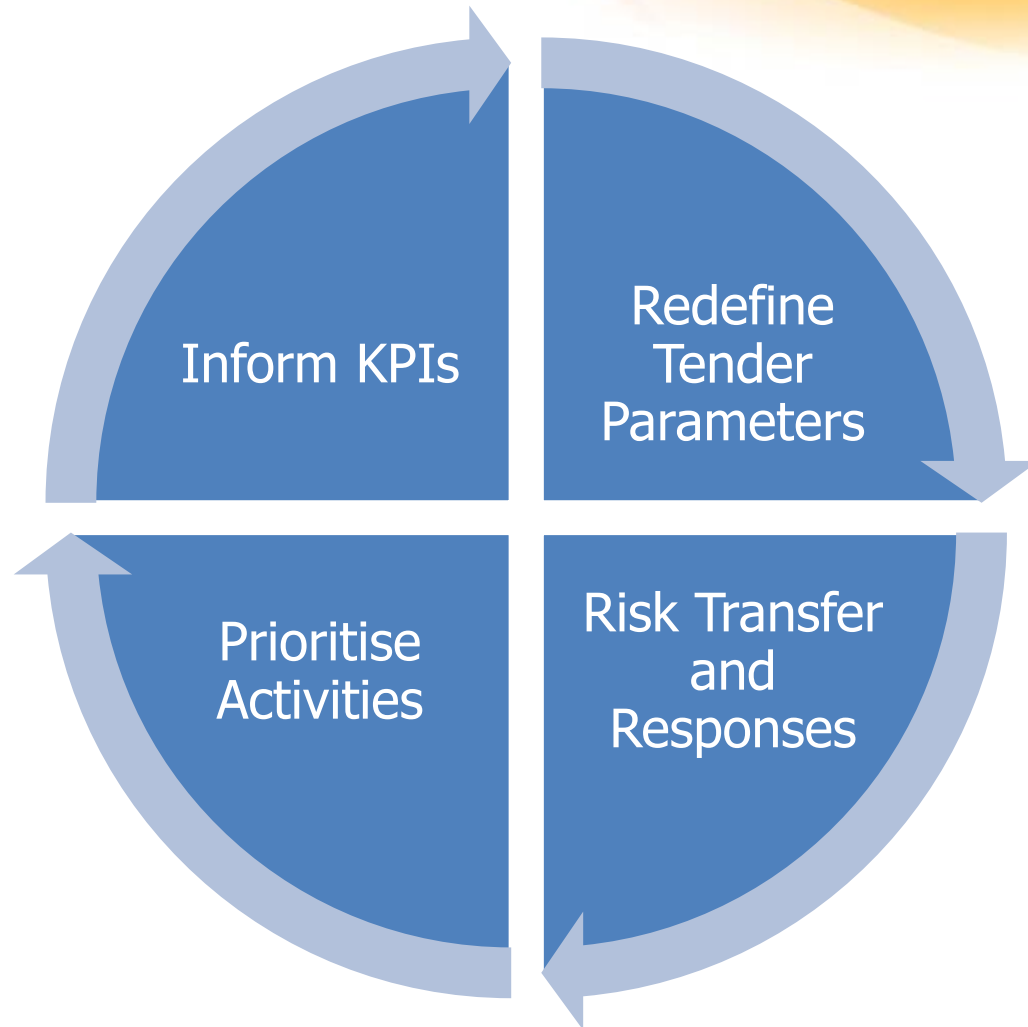 Inform KPIs
Redefine
Tender
Parameters
Prioritise
Activities
Risk Transfer
and
Responses